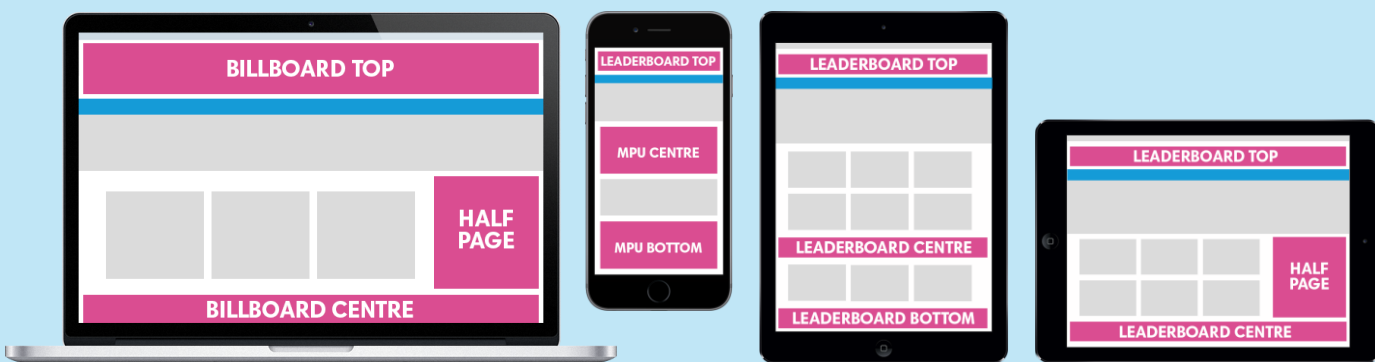 BILLBOARD TOP
HALF
PAGE
BILLBOARD CENTRE
LEADERBOARD TOP
MPU CENTRE
MPU BOTTOM
LEADERBOARD TOP
LEADERBOARD CENTRE
LEADERBOARD BOTTOM
LEADERBOARD TOP
HALF
PAGE
LEADERBOARD CENTRE